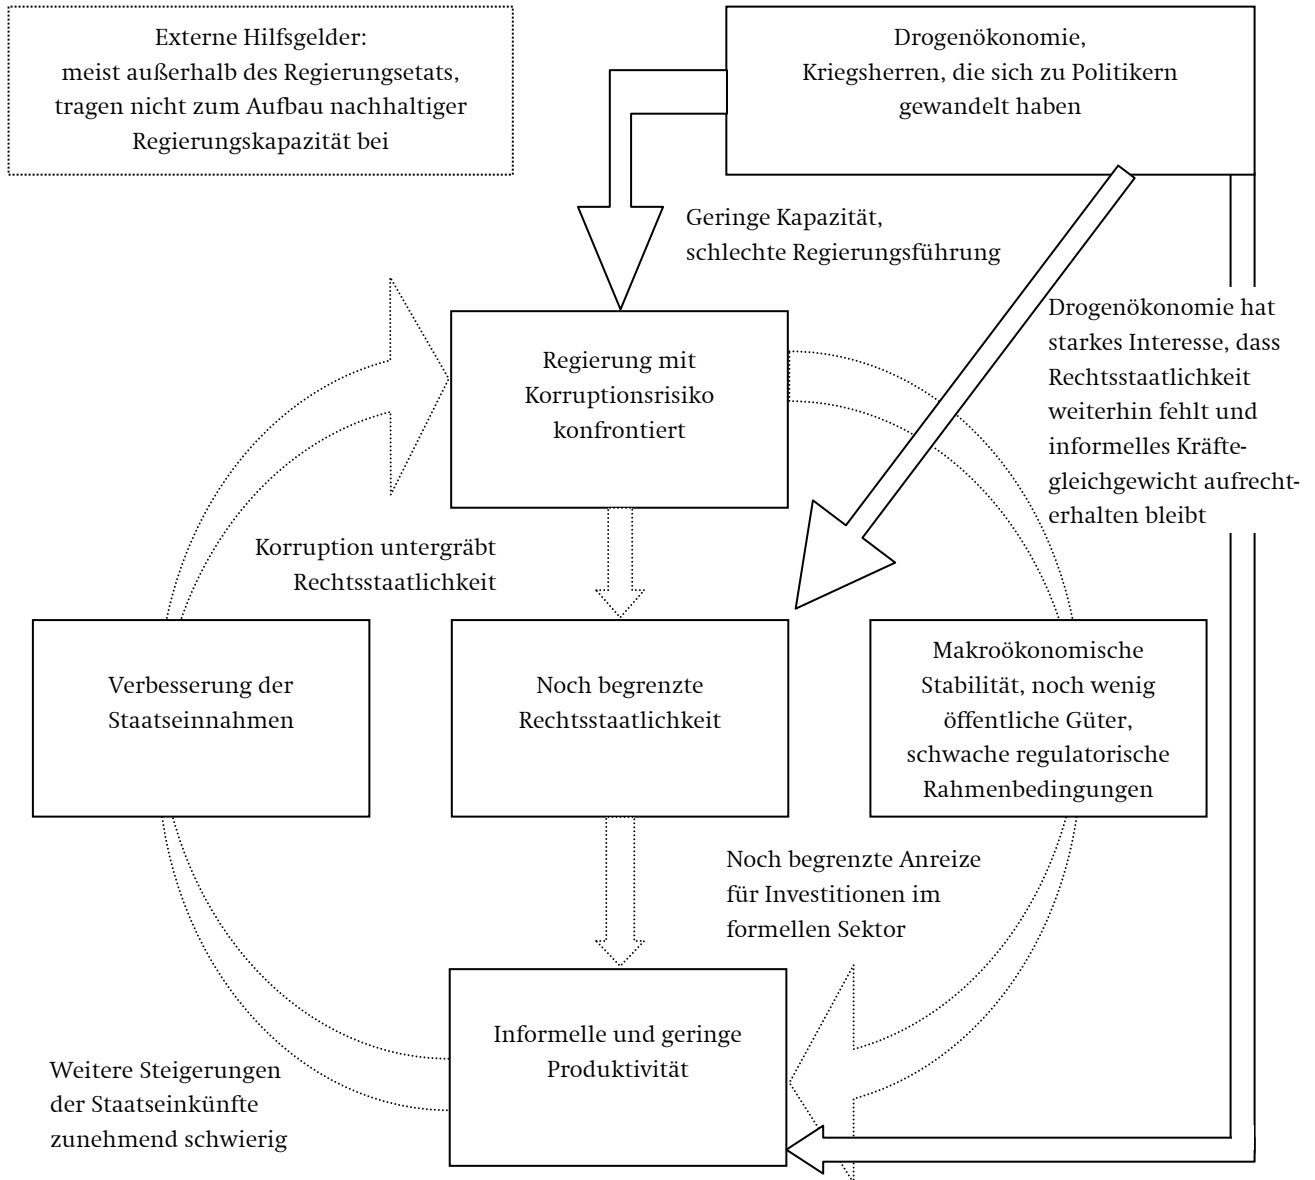 Externe Hilfsgelder:
meist außerhalb des Regierungsetats,
tragen nicht zum Aufbau nachhaltiger
Regierungskapazität bei
Drogenökonomie,
Kriegsherren, die sich zu Politikern
gewandelt haben
Geringe Kapazität,
schlechte Regierungsführung
Drogenökonomie hat
starkes Interesse, dass
Rechtsstaatlichkeit
weiterhin fehlt und
informelles Kräfte-
gleichgewicht aufrecht-
erhalten bleibt
Regierung mit
Korruptionsrisiko
konfrontiert
Korruption untergräbt
Rechtsstaatlichkeit
Verbesserung der
Staatseinnahmen
Noch begrenzte
Rechtsstaatlichkeit
Makroökonomische
Stabilität, noch wenig
öffentliche Güter,
schwache regulatorische
Rahmenbedingungen
Noch begrenzte Anreize
für Investitionen im
formellen Sektor
Informelle und geringe
Produktivität
Weitere Steigerungen
der Staatseinkünfte
zunehmend schwierig